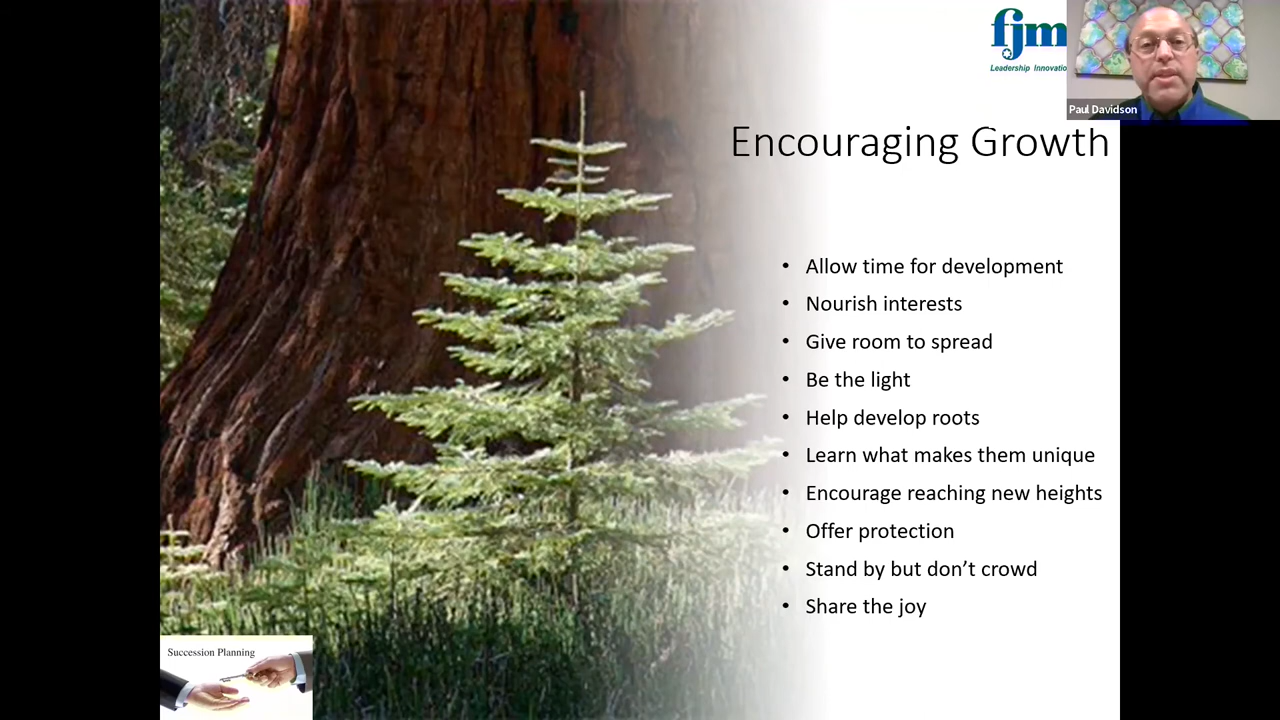 fjm
Leadership Innovatio
Paul Davidson
Encouraging Growth
• Allow time for development
• Nourish interests
• Give room to spread
• Be the light
• Help develop roots
• Learn what makes them unique
• Encourage reaching new heights
• Offer protection
• Stand by but don’t crowd
• Share the joy
Succession Planning